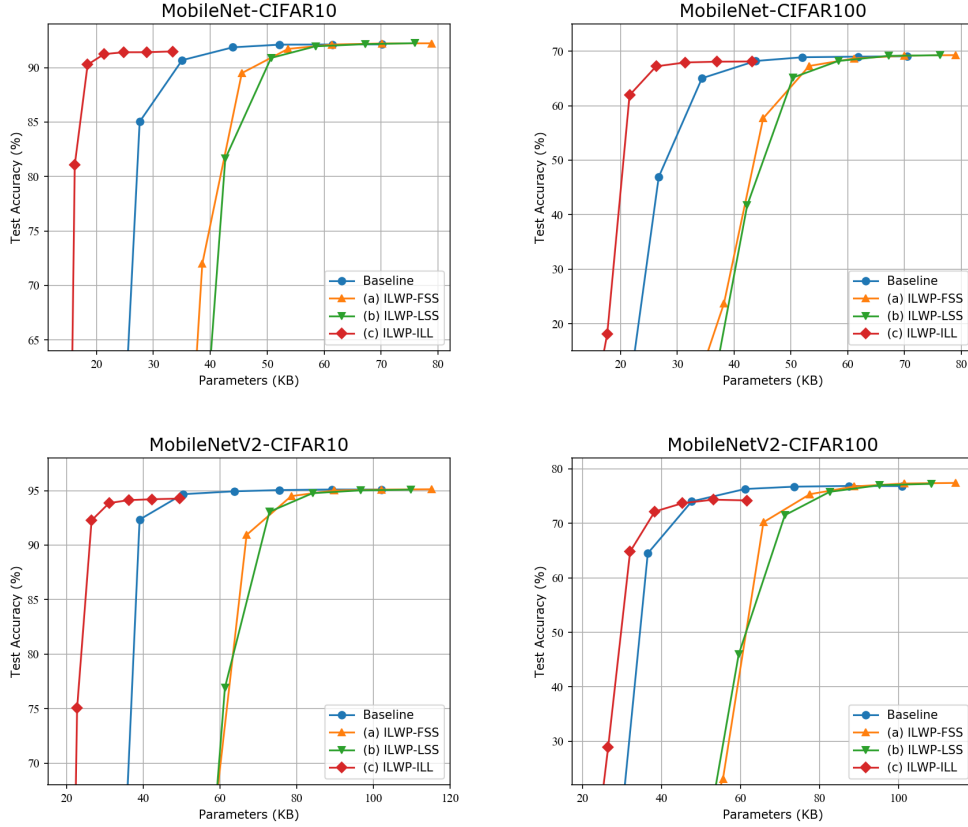 MobileNet-CIFAR10
90
85
80
75
70
65
Test Accuracy (%)
20
30
40
50
60
70
80
Parameters (KB)
Baseline
(a) ILWP-FSS
(b) ILWP-LSS
(c) ILWP-ILL
MobileNet-CIFAR100
70
60
50
40
30
20
Test Accuracy (%)
20
30
40
50
60
70
80
Parameters (KB)
Baseline
(a) ILWP-FSS
(b) ILWP-LSS
(c) ILWP-ILL
MobileNetV2-CIFAR10
95
90
85
80
75
70
Test Accuracy (%)
20
40
60
80
100
120
Parameters (KB)
Baseline
(a) ILWP-FSS
(b) ILWP-LSS
(c) ILWP-ILL
MobileNetV2-CIFAR100
80
70
60
50
40
30
Test Accuracy (%)
20
40
60
80
100
Parameters (KB)
Baseline
(a) ILWP-FSS
(b) ILWP-LSS
(c) ILWP-ILL